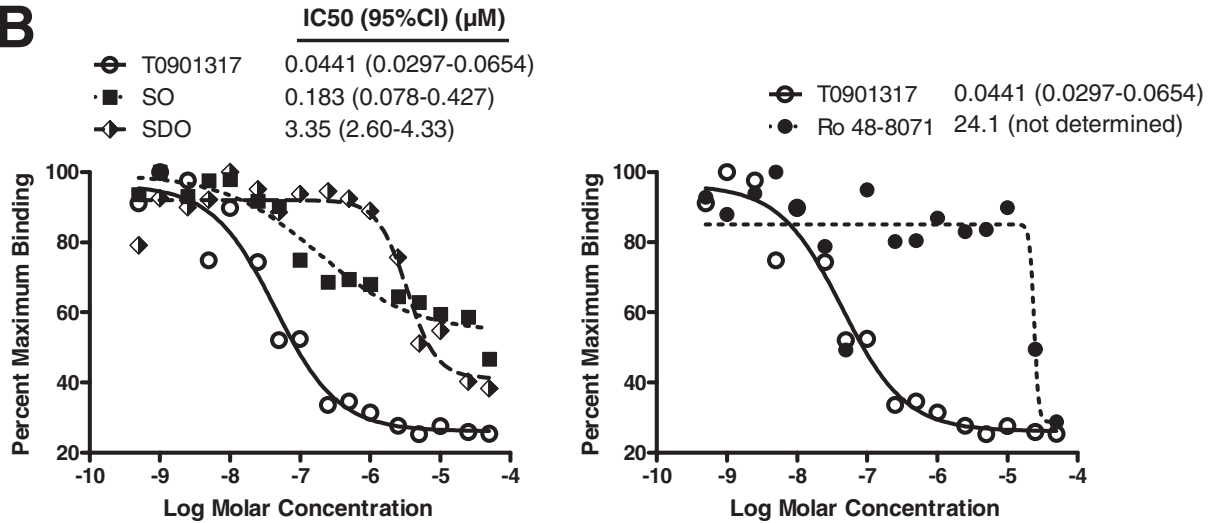 B
IC50 (95%CI) (µM)
T0901317 0.0441 (0.0297-0.0654)
SO 0.183 (0.078-0.427)
SDO 3.35 (2.60-4.33)
Percent Maximum Binding
100
80
60
40
20
-10 -9 -8 -7 -6 -5 -4
Log Molar Concentration
T0901317 0.0441 (0.0297-0.0654)
Ro 48-8071 24.1 (not determined)
Percent Maximum Binding
100
80
60
40
20
-10 -9 -8 -7 -6 -5 -4
Log Molar Concentration